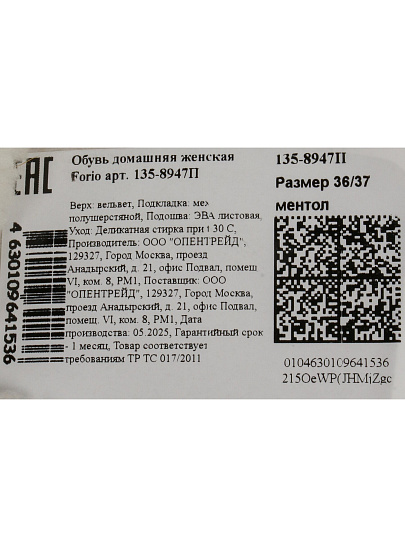 EAC
Обувь домашняя женская
Forio арт. 135-8947П
Верх: вельвет, Подкладка: мех
полушерстяной, Подошва: ЭВА листовая,
Уход: Деликатная стирка при t 30 С,
Производитель: ООО "ОПЕНТРЕЙД",
129327, Город Москва, проезд
Анадырский, д. 21, офис Подвал, помещ.
VI, ком. 8, РМ1, Поставщик: ООО
"ОПЕНТРЕЙД", 129327, Город Москва,
проезд Анадырский, д. 21, офис Подвал,
помещ. VI, ком. 8, РМ1, Дата
производства: 05.2025, Гарантийный срок
- 1 месяц, Товар соответствует
требованиям ТР ТС 017/2011
4 630109 641536
135-8947П
Размер 36/37
ментол
0104630109641536
215OeWP(JHMjZgc